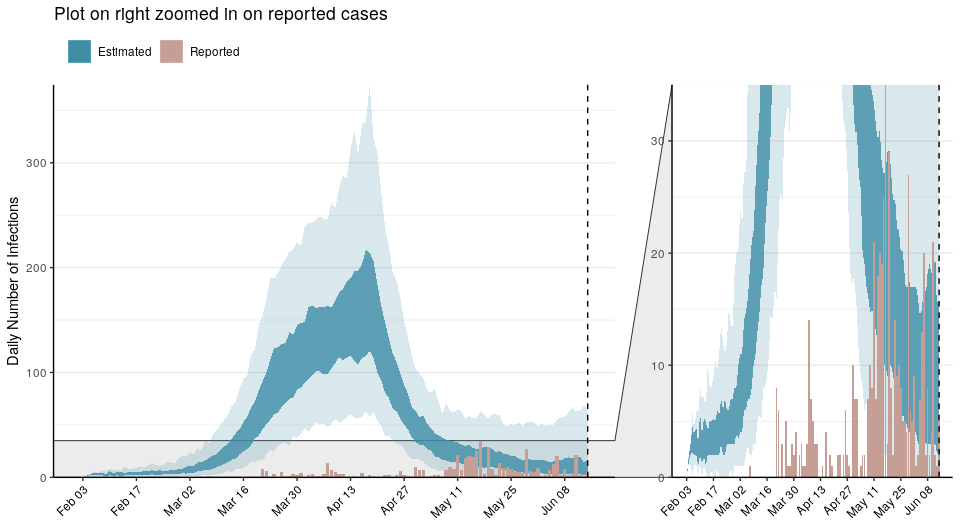 Plot on right zoomed in on reported cases
Estimated Reported
Daily Number of Infections
300
200
100
0
Feb 03 Feb 17 Mar 02 Mar 16 Mar 30 Apr 13 Apr 27 May 11 May 25 Jun 08
30
20
10
0
Feb 03 Feb 17 Mar 02 Mar 16 Mar 30 Apr 13 Apr 27 May 11 May 25 Jun 08